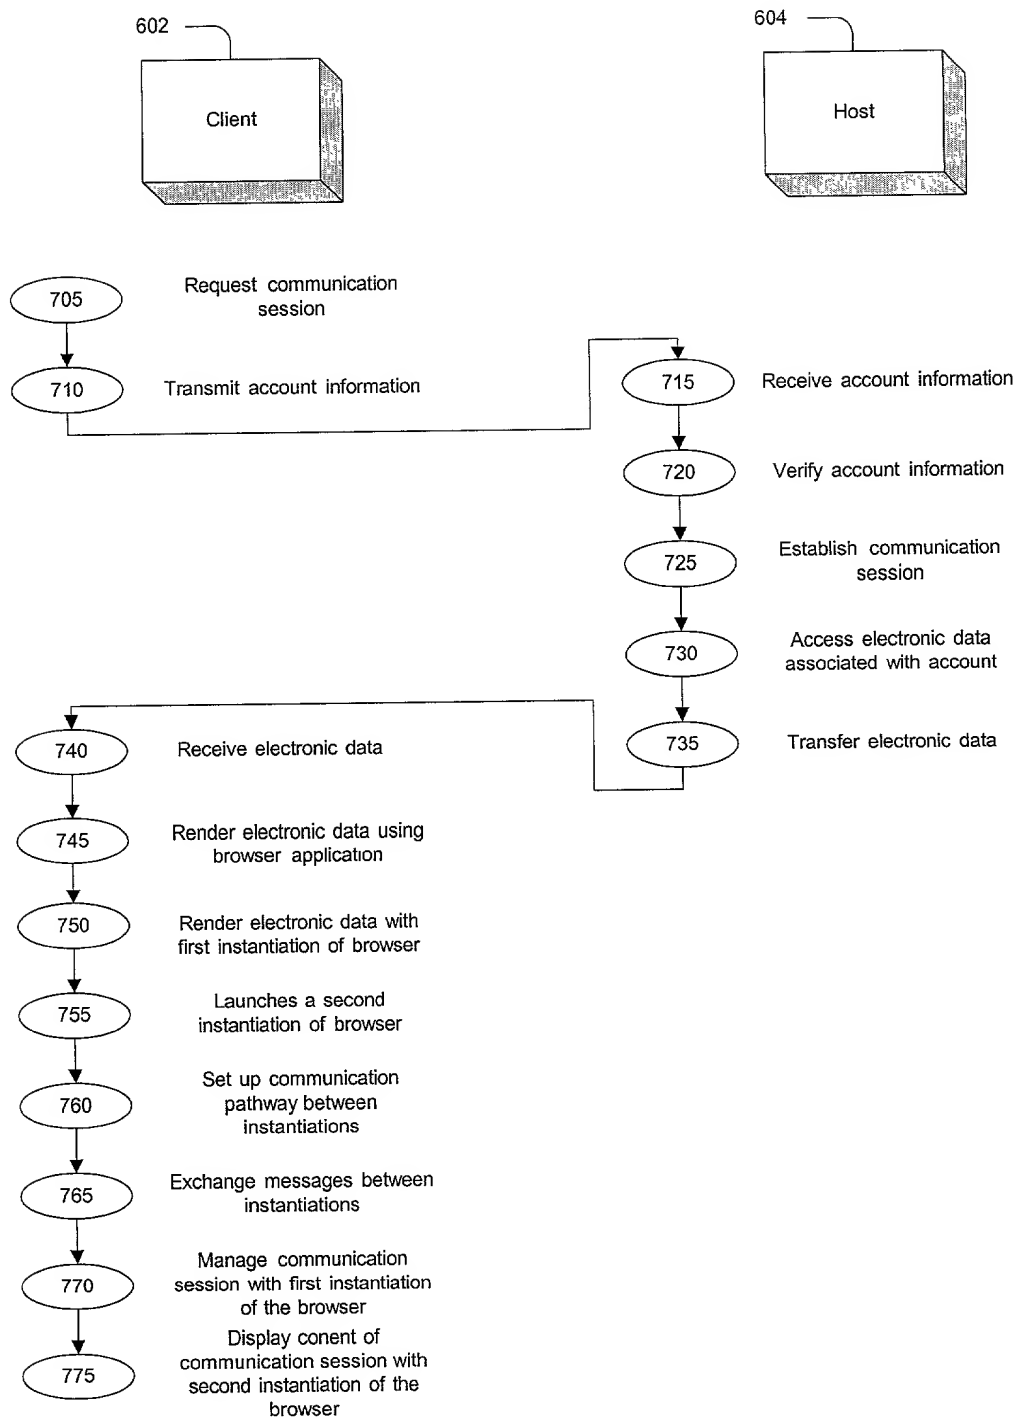 602
604
Client
Host
705
Request communication
session
710
Transmit account information
715
Receive account information
720
Verify account information
725
Establish communication
session
730
Access electronic data
associated with account
735
Transfer electronic data
740
Receive electronic data
745
Render electronic data using
browser application
750
Render electronic data with
first instantiation of browser
755
Launches a second
instantiation of browser
760
Set up communication
pathway between
instantiations
765
Exchange messages between
instantiations
770
Manage communication
session with first instantiation
of the browser
775
Display conent of
communication session with
second instantiation of the
browser